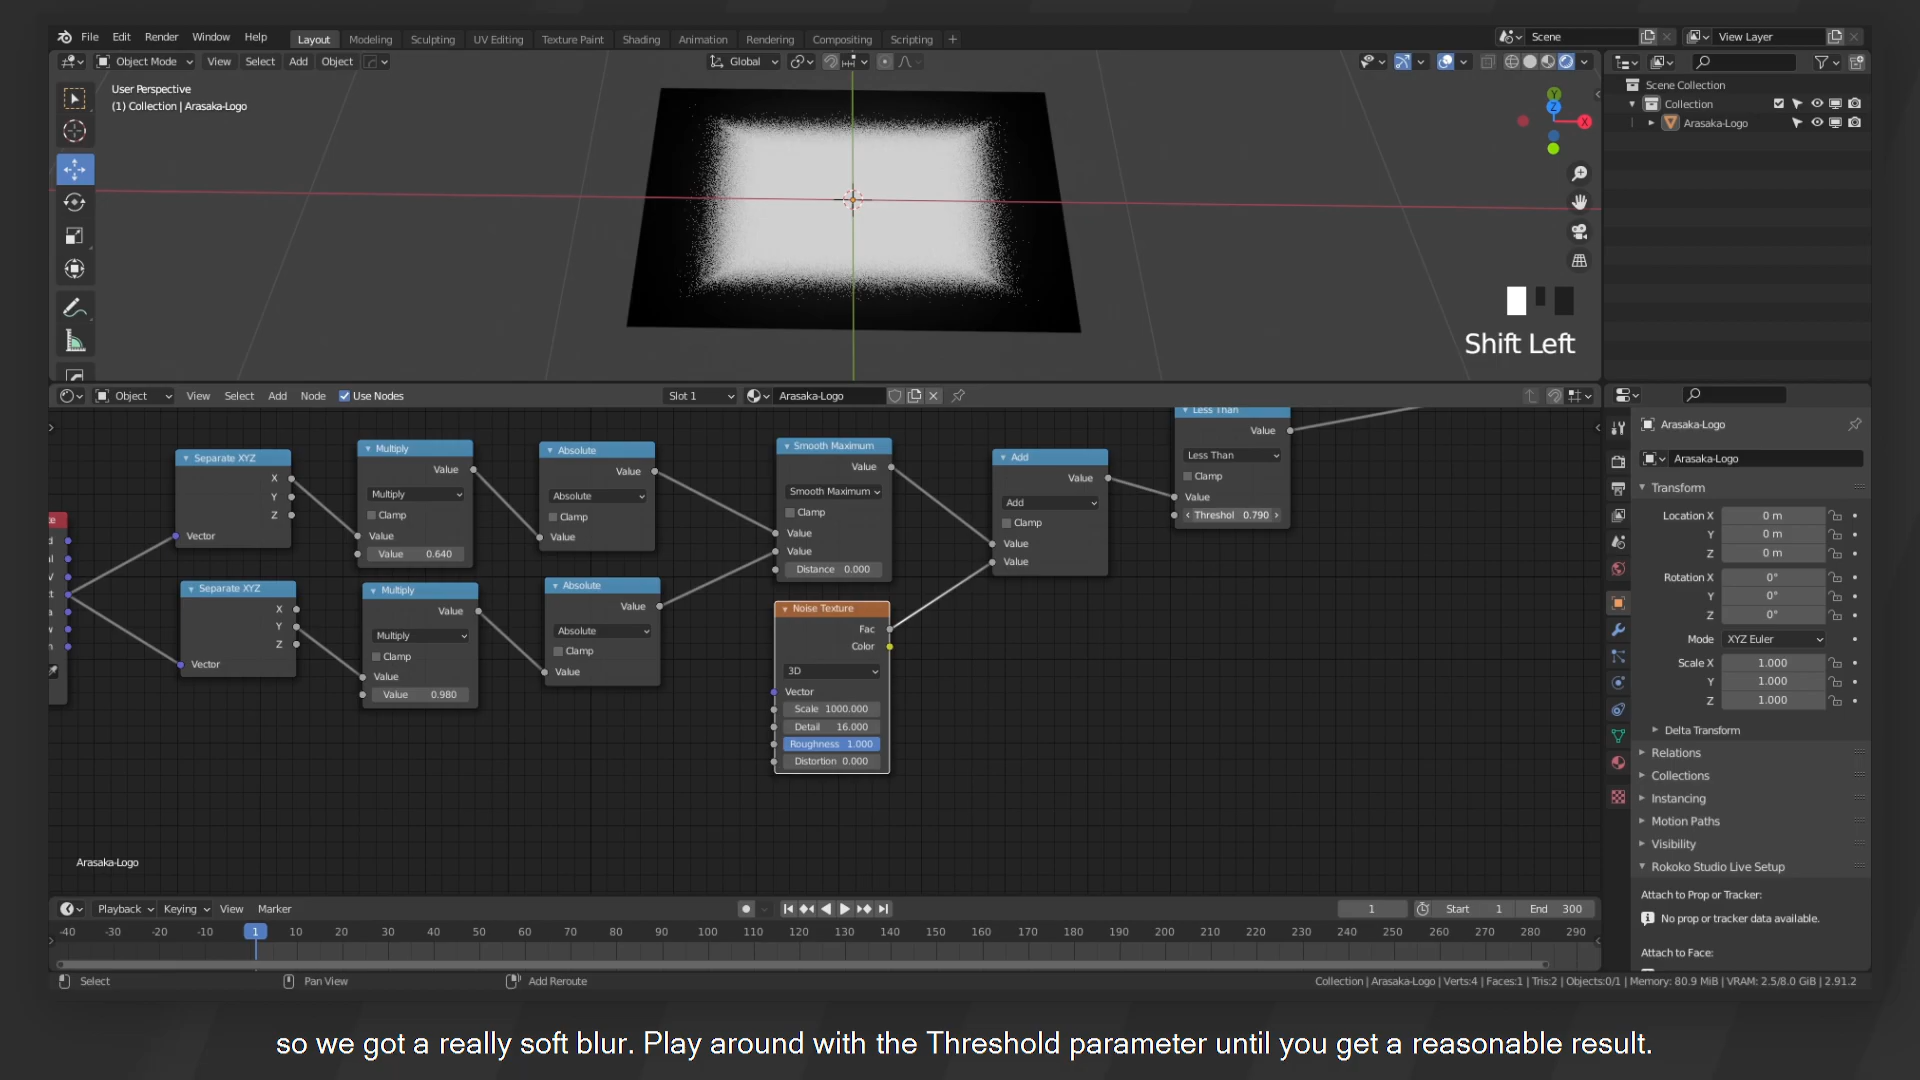 File Edit Render Window Help Layout Modeling Sculpting UV Editing Texture Paint Shading Animation Rendering Compositing Scripting + Scene View Layer
Object Mode View Select Add Object Global
User Perspective
(1) Collection | Arasaka-Logo
Y
Z
X
Shift Left
Scene Collection
Collection
Arasaka-Logo
Object View Select Add Node Use Nodes Slot 1 Arasaka-Logo
Separate XYZ
X
Y
Z
Vector
Multiply
Value
Multiply
Clamp
Value
Value 0.640
Absolute
Value
Absolute
Clamp
Value
Smooth Maximum
Value
Smooth Maximum
Clamp
Value
Value
Distance 0.000
Add
Value
Add
Clamp
Value
Value
Less Than
Value
Less Than
Clamp
Value
Threshol 0.790
Separate XYZ
X
Y
Z
Vector
Multiply
Value
Multiply
Clamp
Value
Value 0.980
Absolute
Value
Absolute
Clamp
Value
Noise Texture
Fac
Color
3D
Vector
Scale 1000.000
Detail 16.000
Roughness 1.000
Distortion 0.000
Arasaka-Logo
Arasaka-Logo
Arasaka-Logo
Transform
Location X 0 m
Y 0 m
Z 0 m
Rotation X 0°
Y 0°
Z 0°
Mode XYZ Euler
Scale X 1.000
Y 1.000
Z 1.000
Delta Transform
Relations
Collections
Instancing
Motion Paths
Visibility
Rokoko Studio Live Setup
Attach to Prop or Tracker:
No prop or tracker data available.
Attach to Face:
Playback Keying View Marker 1 Start 1 End 300
-40 -30 -20 -10 1 10 20 30 40 50 60 70 80 90 100 110 120 130 140 150 160 170 180 190 200 210 220 230 240 250 260 270 280 290
Select Pan View Add Reroute Collection | Arasaka-Logo | Verts:4 | Faces:1 | Tris:2 | Objects:0/1 | Memory: 80.9 MiB | VRAM: 2.5/8.0 GiB | 2.91.2
so we got a really soft blur. Play around with the Threshold parameter until you get a reasonable result.